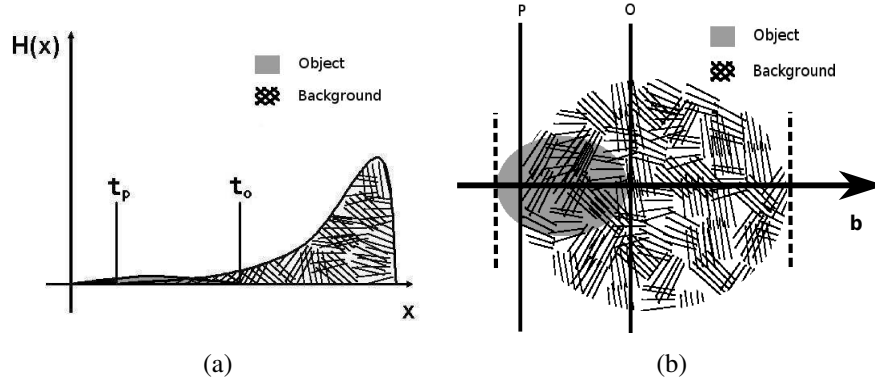 H(x)
Object
Background
tp
to
x
(a)
P
O
Object
Background
b
(b)